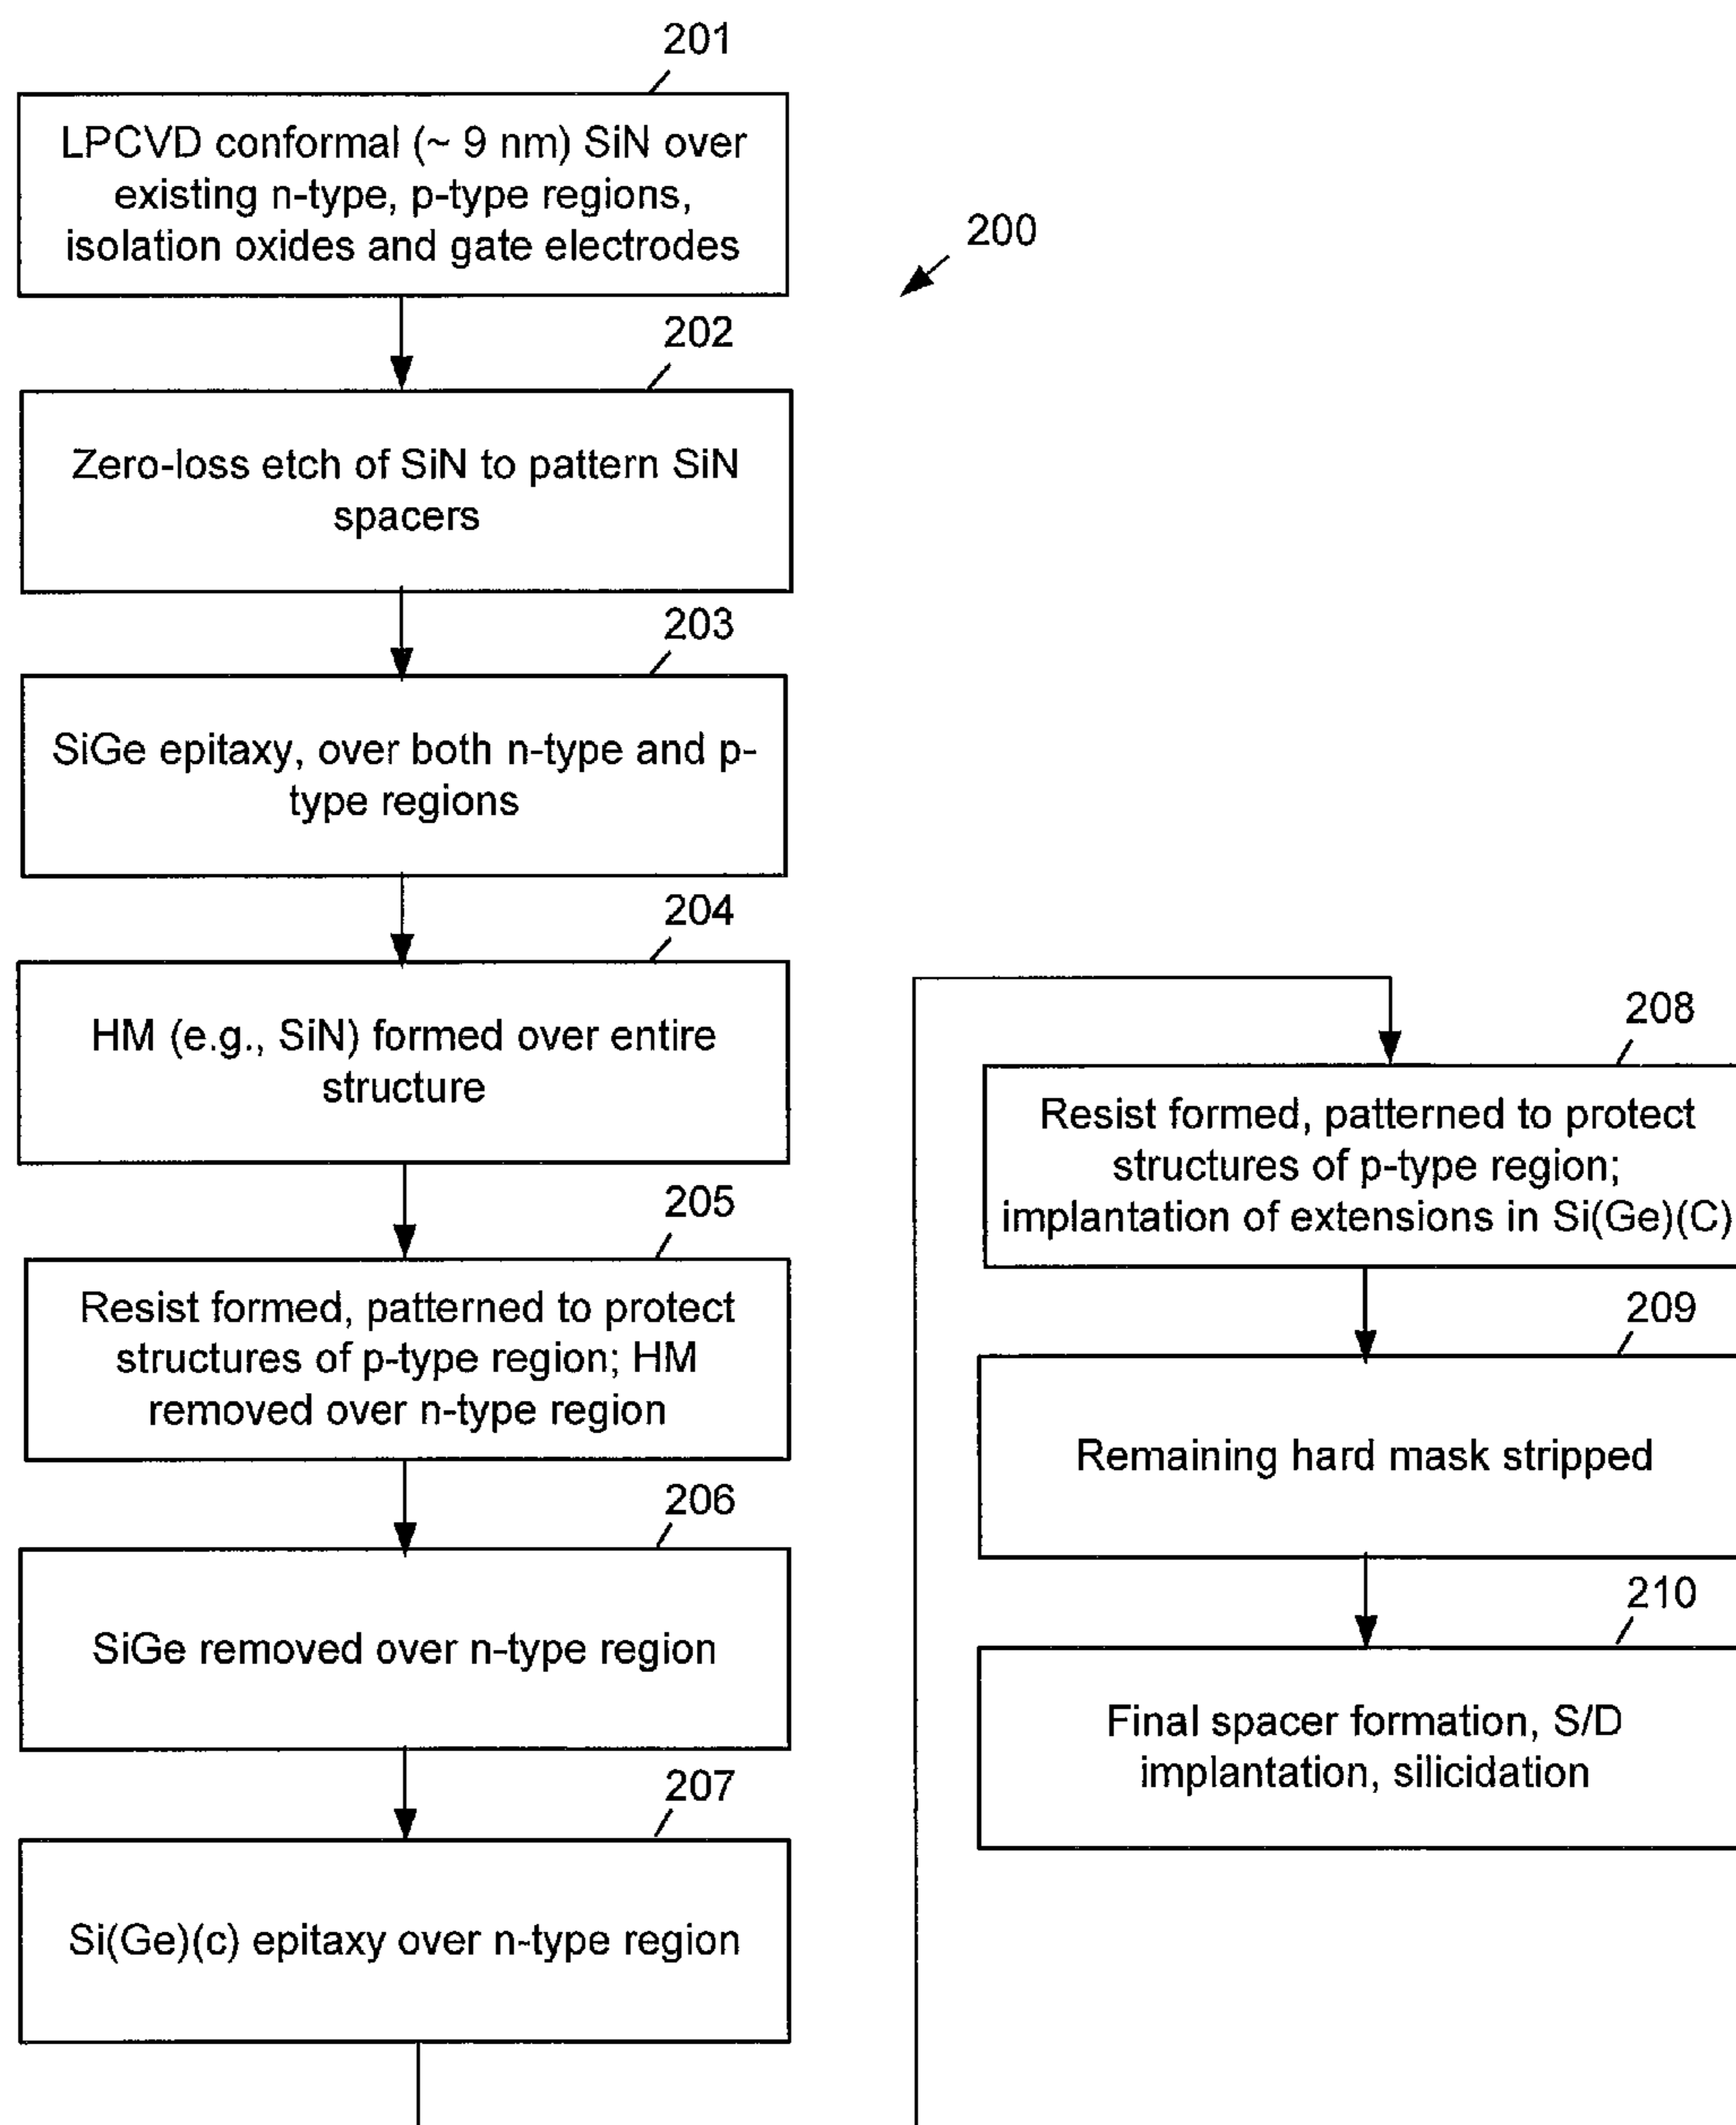 201
LPCVD conformal (~ 9 nm) SiN over
existing n-type, p-type regions,
isolation oxides and gate electrodes
200
202
Zero-loss etch of SiN to pattern SiN
spacers
203
SiGe epitaxy, over both n-type and p-
type regions
204
HM (e.g., SiN) formed over entire
structure
205
Resist formed, patterned to protect
structures of p-type region; HM
removed over n-type region
206
SiGe removed over n-type region
207
Si(Ge)(c) epitaxy over n-type region
208
Resist formed, patterned to protect
structures of p-type region;
implantation of extensions in Si(Ge)(C)
209
Remaining hard mask stripped
210
Final spacer formation, S/D
implantation, silicidation